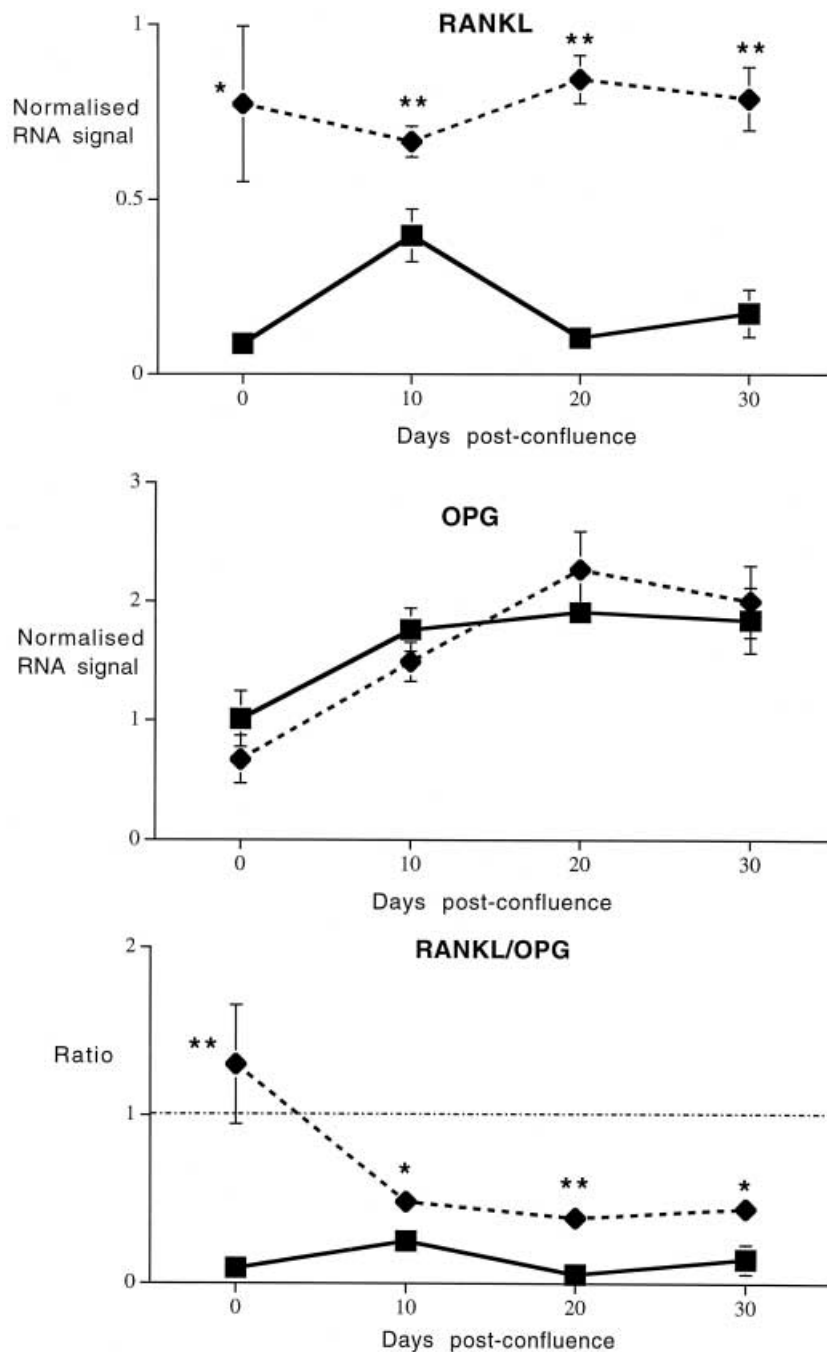 RANKL
1
*
**
**
**
Normalised
RNA signal
0.5
0
0 10 20 30
Days post-confluence
3
OPG
2
Normalised
RNA signal
1
0
0 10 20 30
Days post-confluence
2
RANKL/OPG
**
Ratio
1
*
**
*
0
0 10 20 30
Days post-confluence